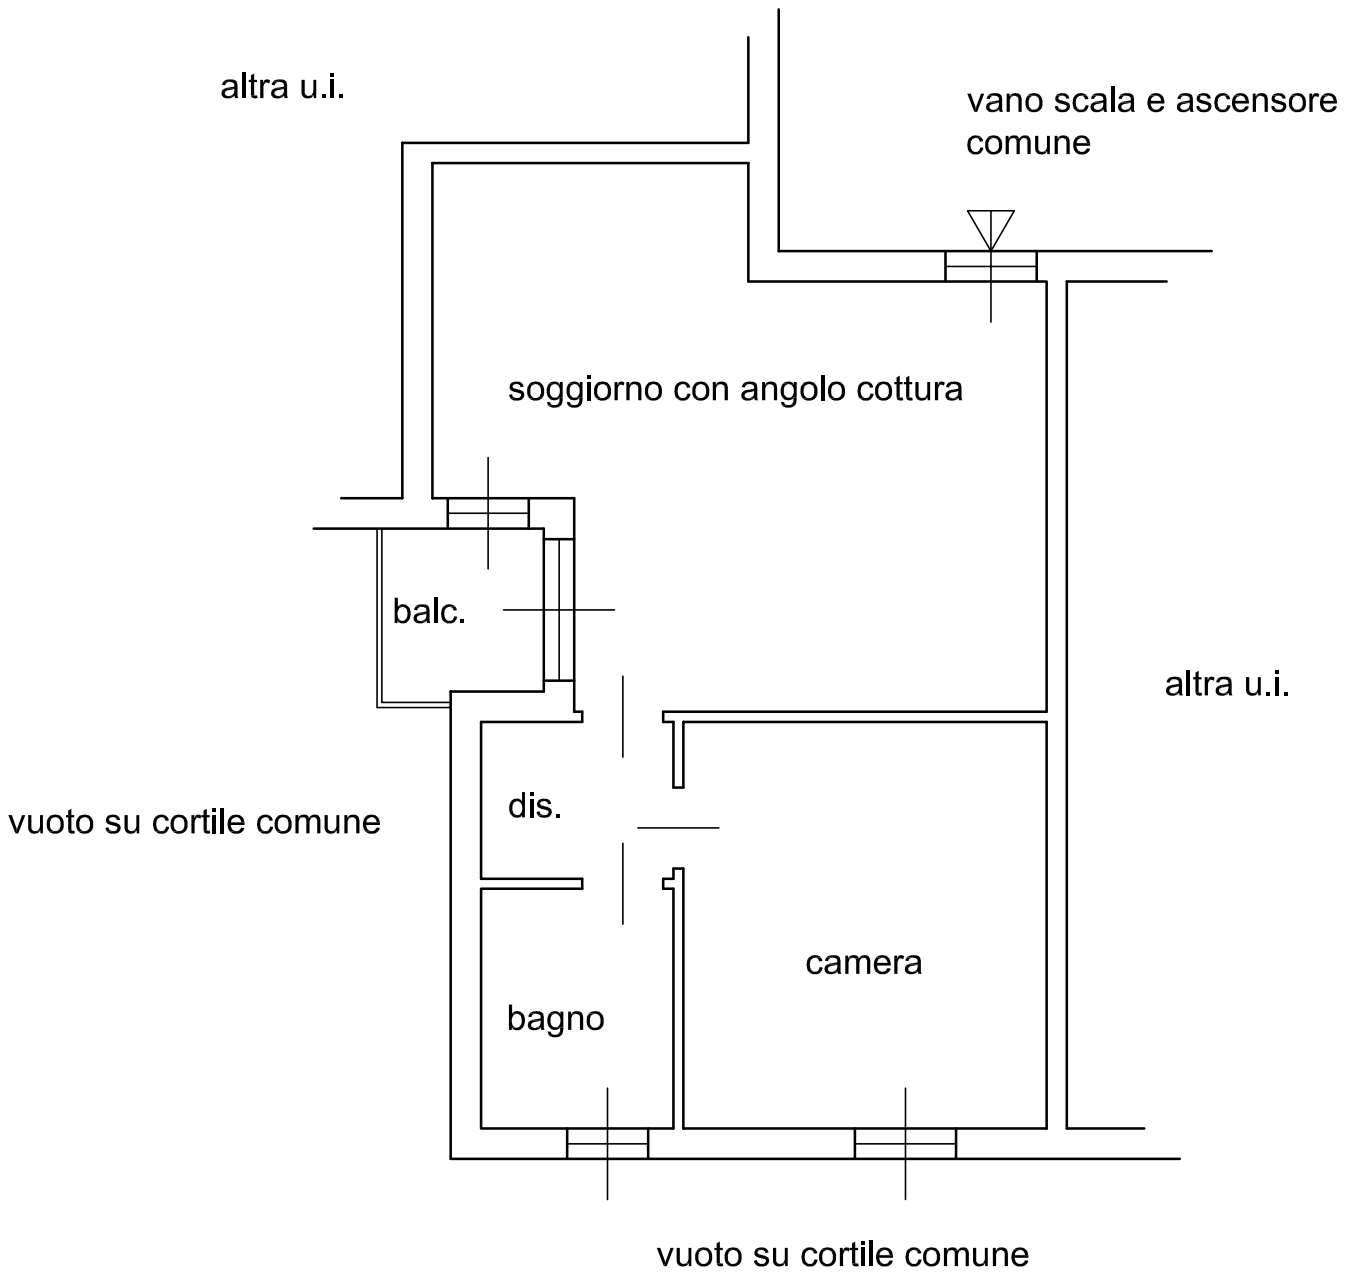 altra u.i.
vano scala e ascensore
comune
soggiorno con angolo cottura
balc.
altra u.i.
dis.
vuoto su cortile comune
camera
bagno
vuoto su cortile comune